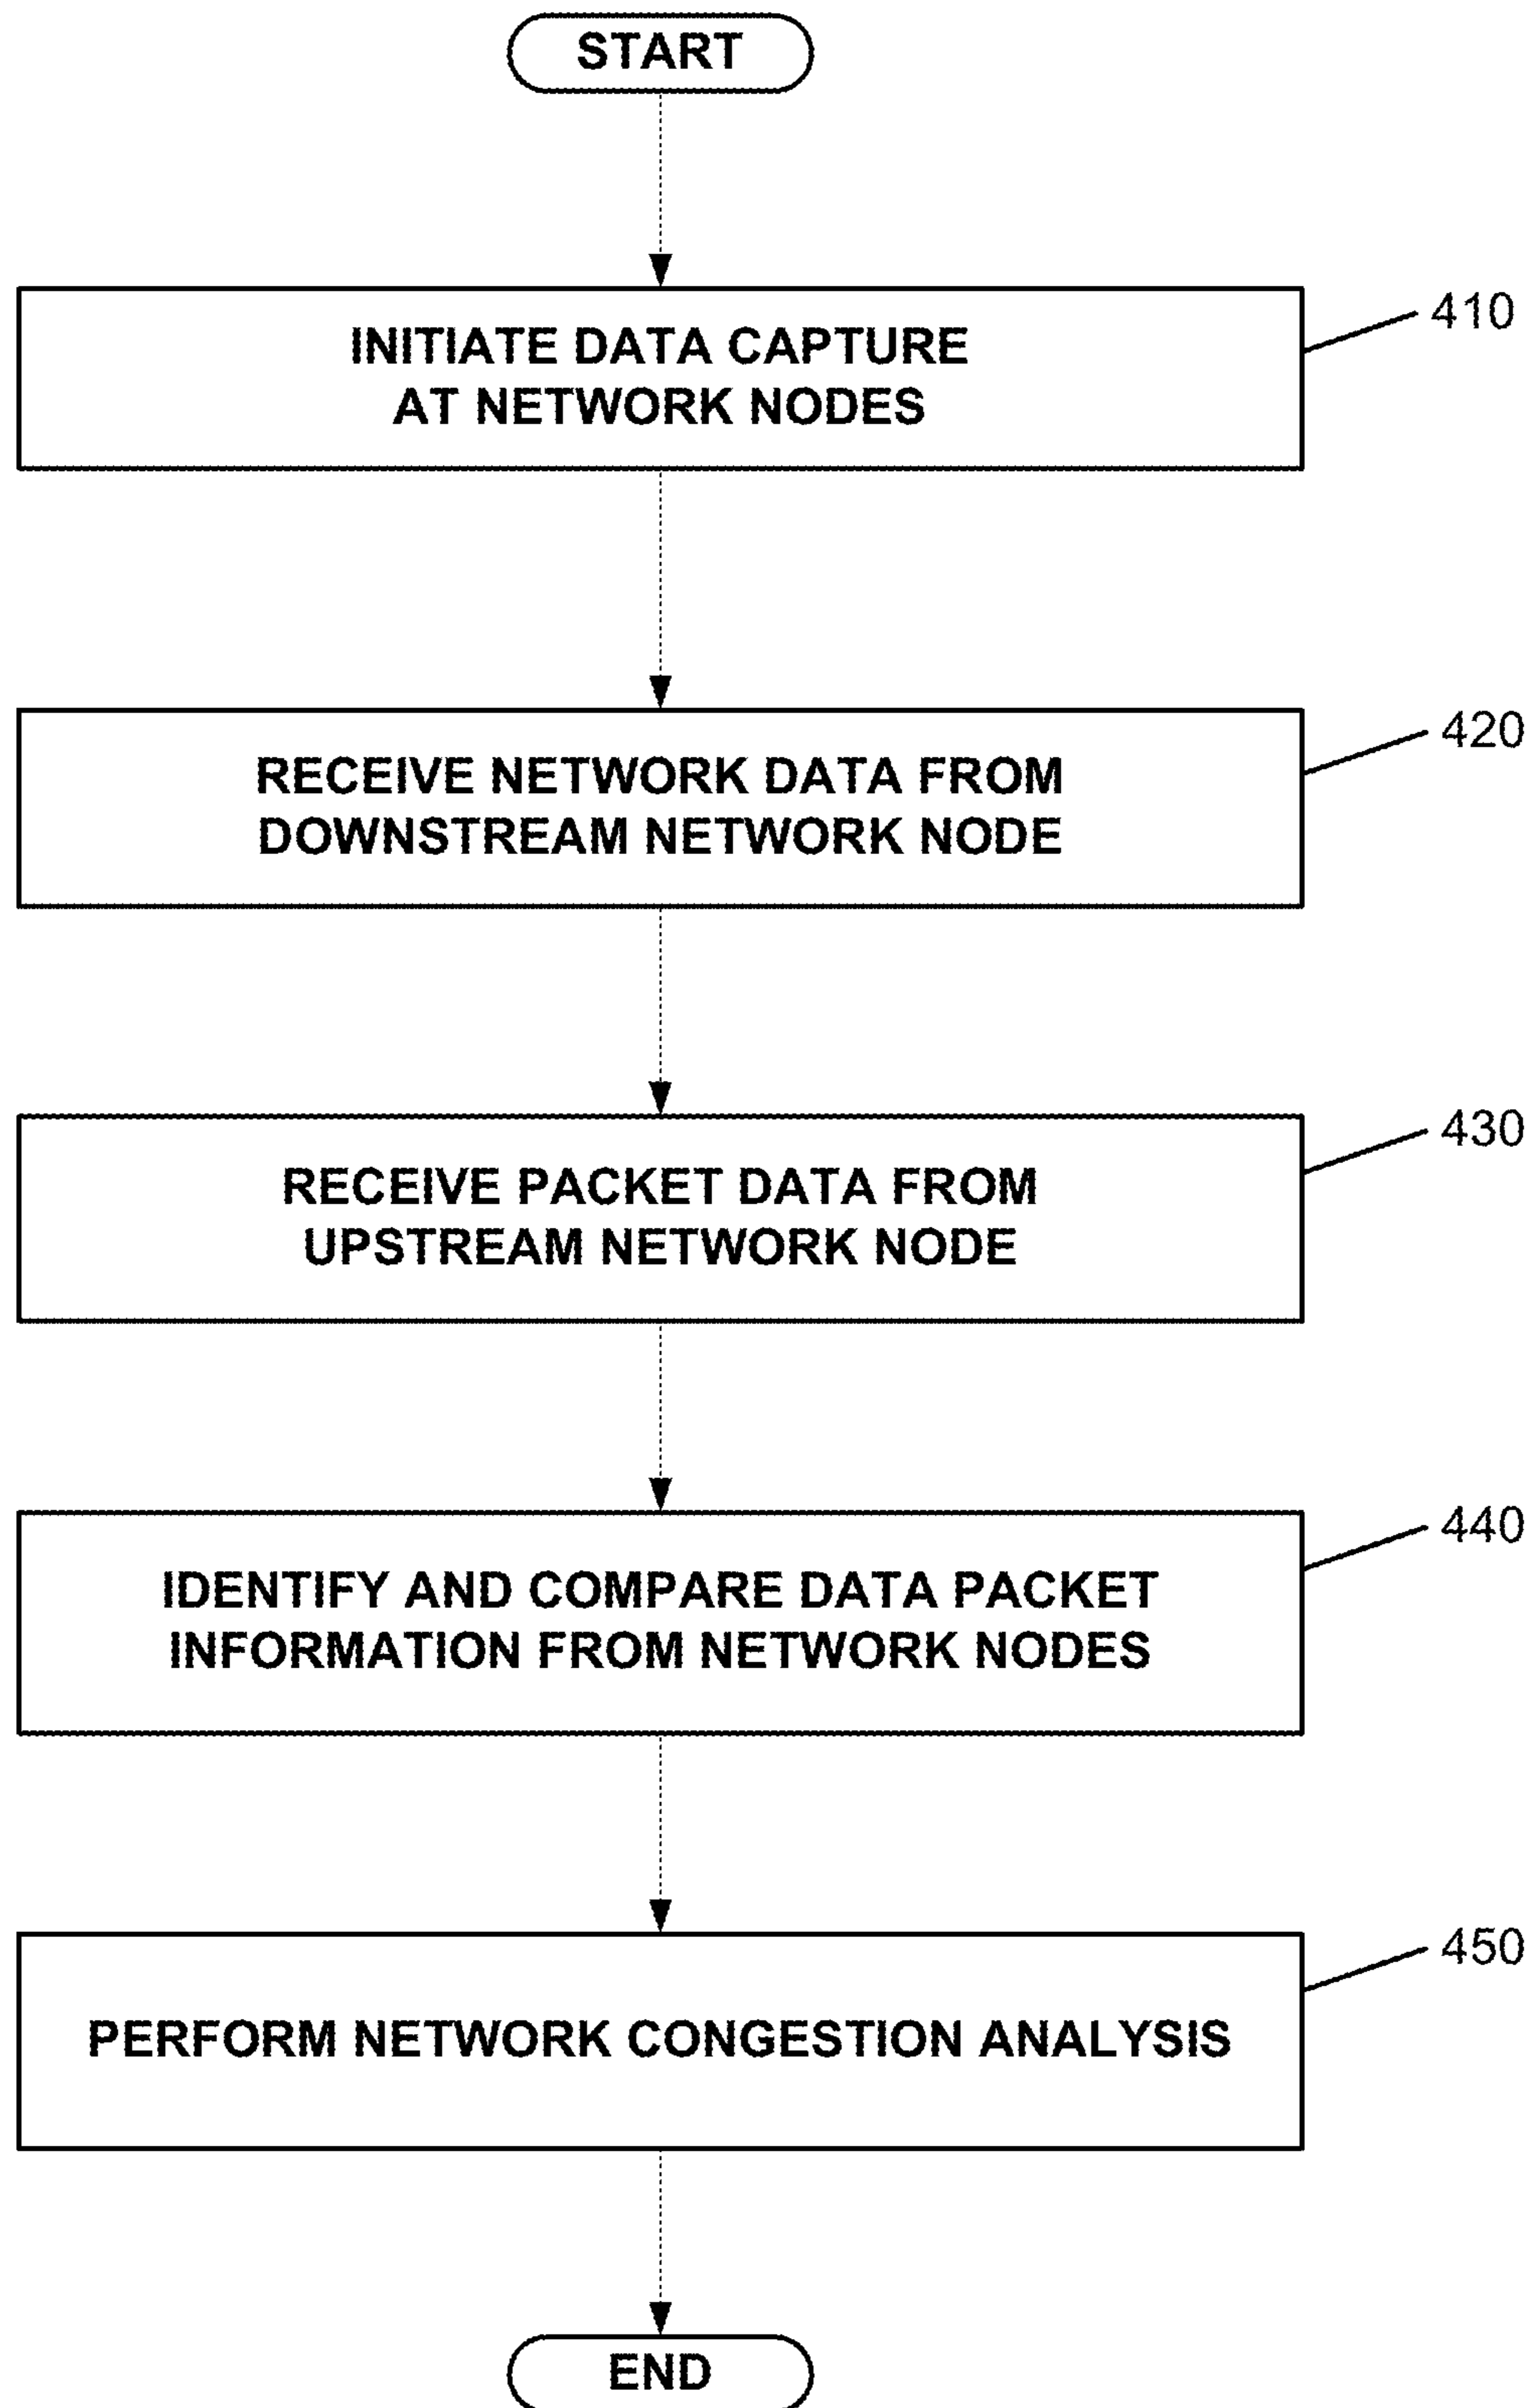 START
INITIATE DATA CAPTURE
AT NETWORK NODES
410
RECEIVE NETWORK DATA FROM
DOWNSTREAM NETWORK NODE
420
RECEIVE PACKET DATA FROM
UPSTREAM NETWORK NODE
430
IDENTIFY AND COMPARE DATA PACKET
INFORMATION FROM NETWORK NODES
440
PERFORM NETWORK CONGESTION ANALYSIS
450
END